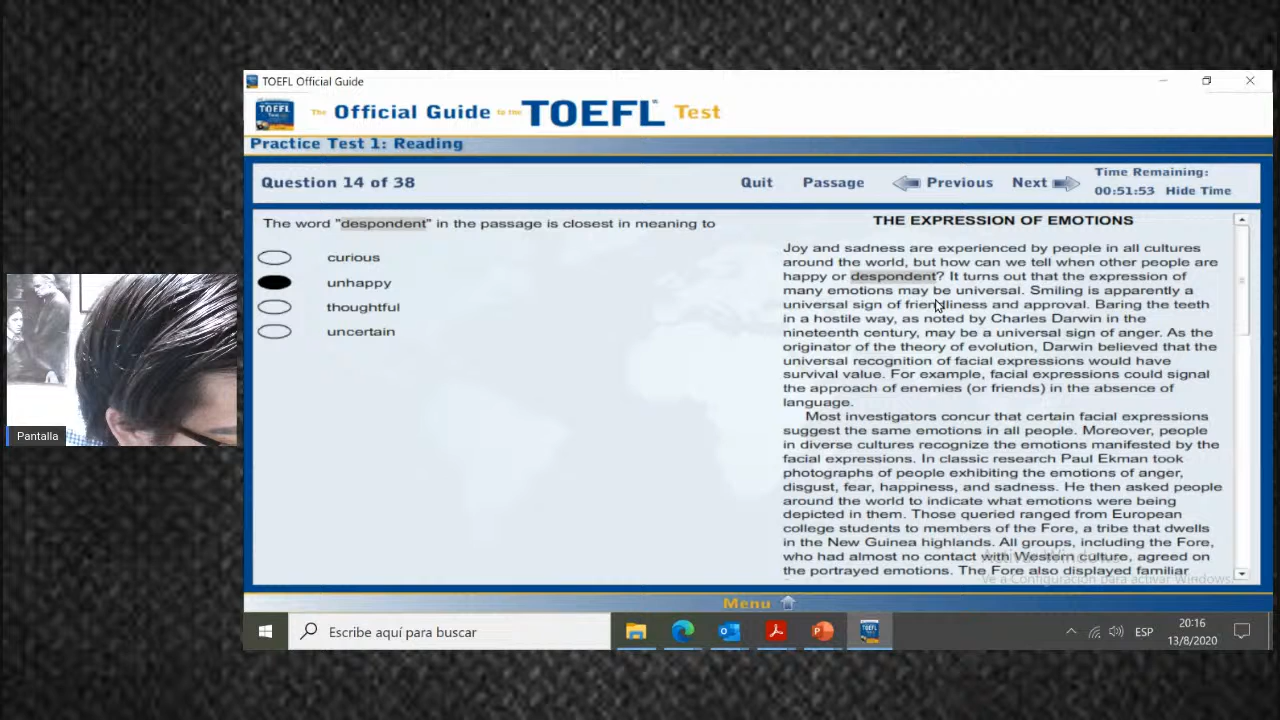 TOEFL Official Guide
The Official Guide to the TOEFL Test
Practice Test 1: Reading
Question 14 of 38
Quit
Passage
Previous
Next
Time Remaining:
00:51:53 Hide Time
The word "despondent" in the passage is closest in meaning to
curious
unhappy
thoughtful
uncertain
THE EXPRESSION OF EMOTIONS
Joy and sadness are experienced by people in all cultures
around the world, but how can we tell when other people are
happy or despondent? It turns out that the expression of
many emotions may be universal. Smiling is apparently a
universal sign of friendliness and approval. Baring the teeth
in a hostile way, as noted by Charles Darwin in the
nineteenth century, may be a universal sign of anger. As the
originator of the theory of evolution, Darwin believed that the
universal recognition of facial expressions would have
survival value. For example, facial expressions could signal
the approach of enemies (or friends) in the absence of
language.
Most investigators concur that certain facial expressions
suggest the same emotions in all people. Moreover, people
in diverse cultures recognize the emotions manifested by the
facial expressions. In classic research Paul Ekman took
photographs of people exhibiting the emotions of anger,
disgust, fear, happiness, and sadness. He then asked people
around the world to indicate what emotions were being
depicted in them. Those queried ranged from European
college students to members of the Fore, a tribe that dwells
in the New Guinea highlands. All groups, including the Fore,
who had almost no contact with Western culture, agreed on
the portrayed emotions. The Fore also displayed familiar
Activar Windows
Ve a Configuración para activar Windows.
Menu
Pantalla
Escribe aquí para buscar
ESP
20:16
13/8/2020